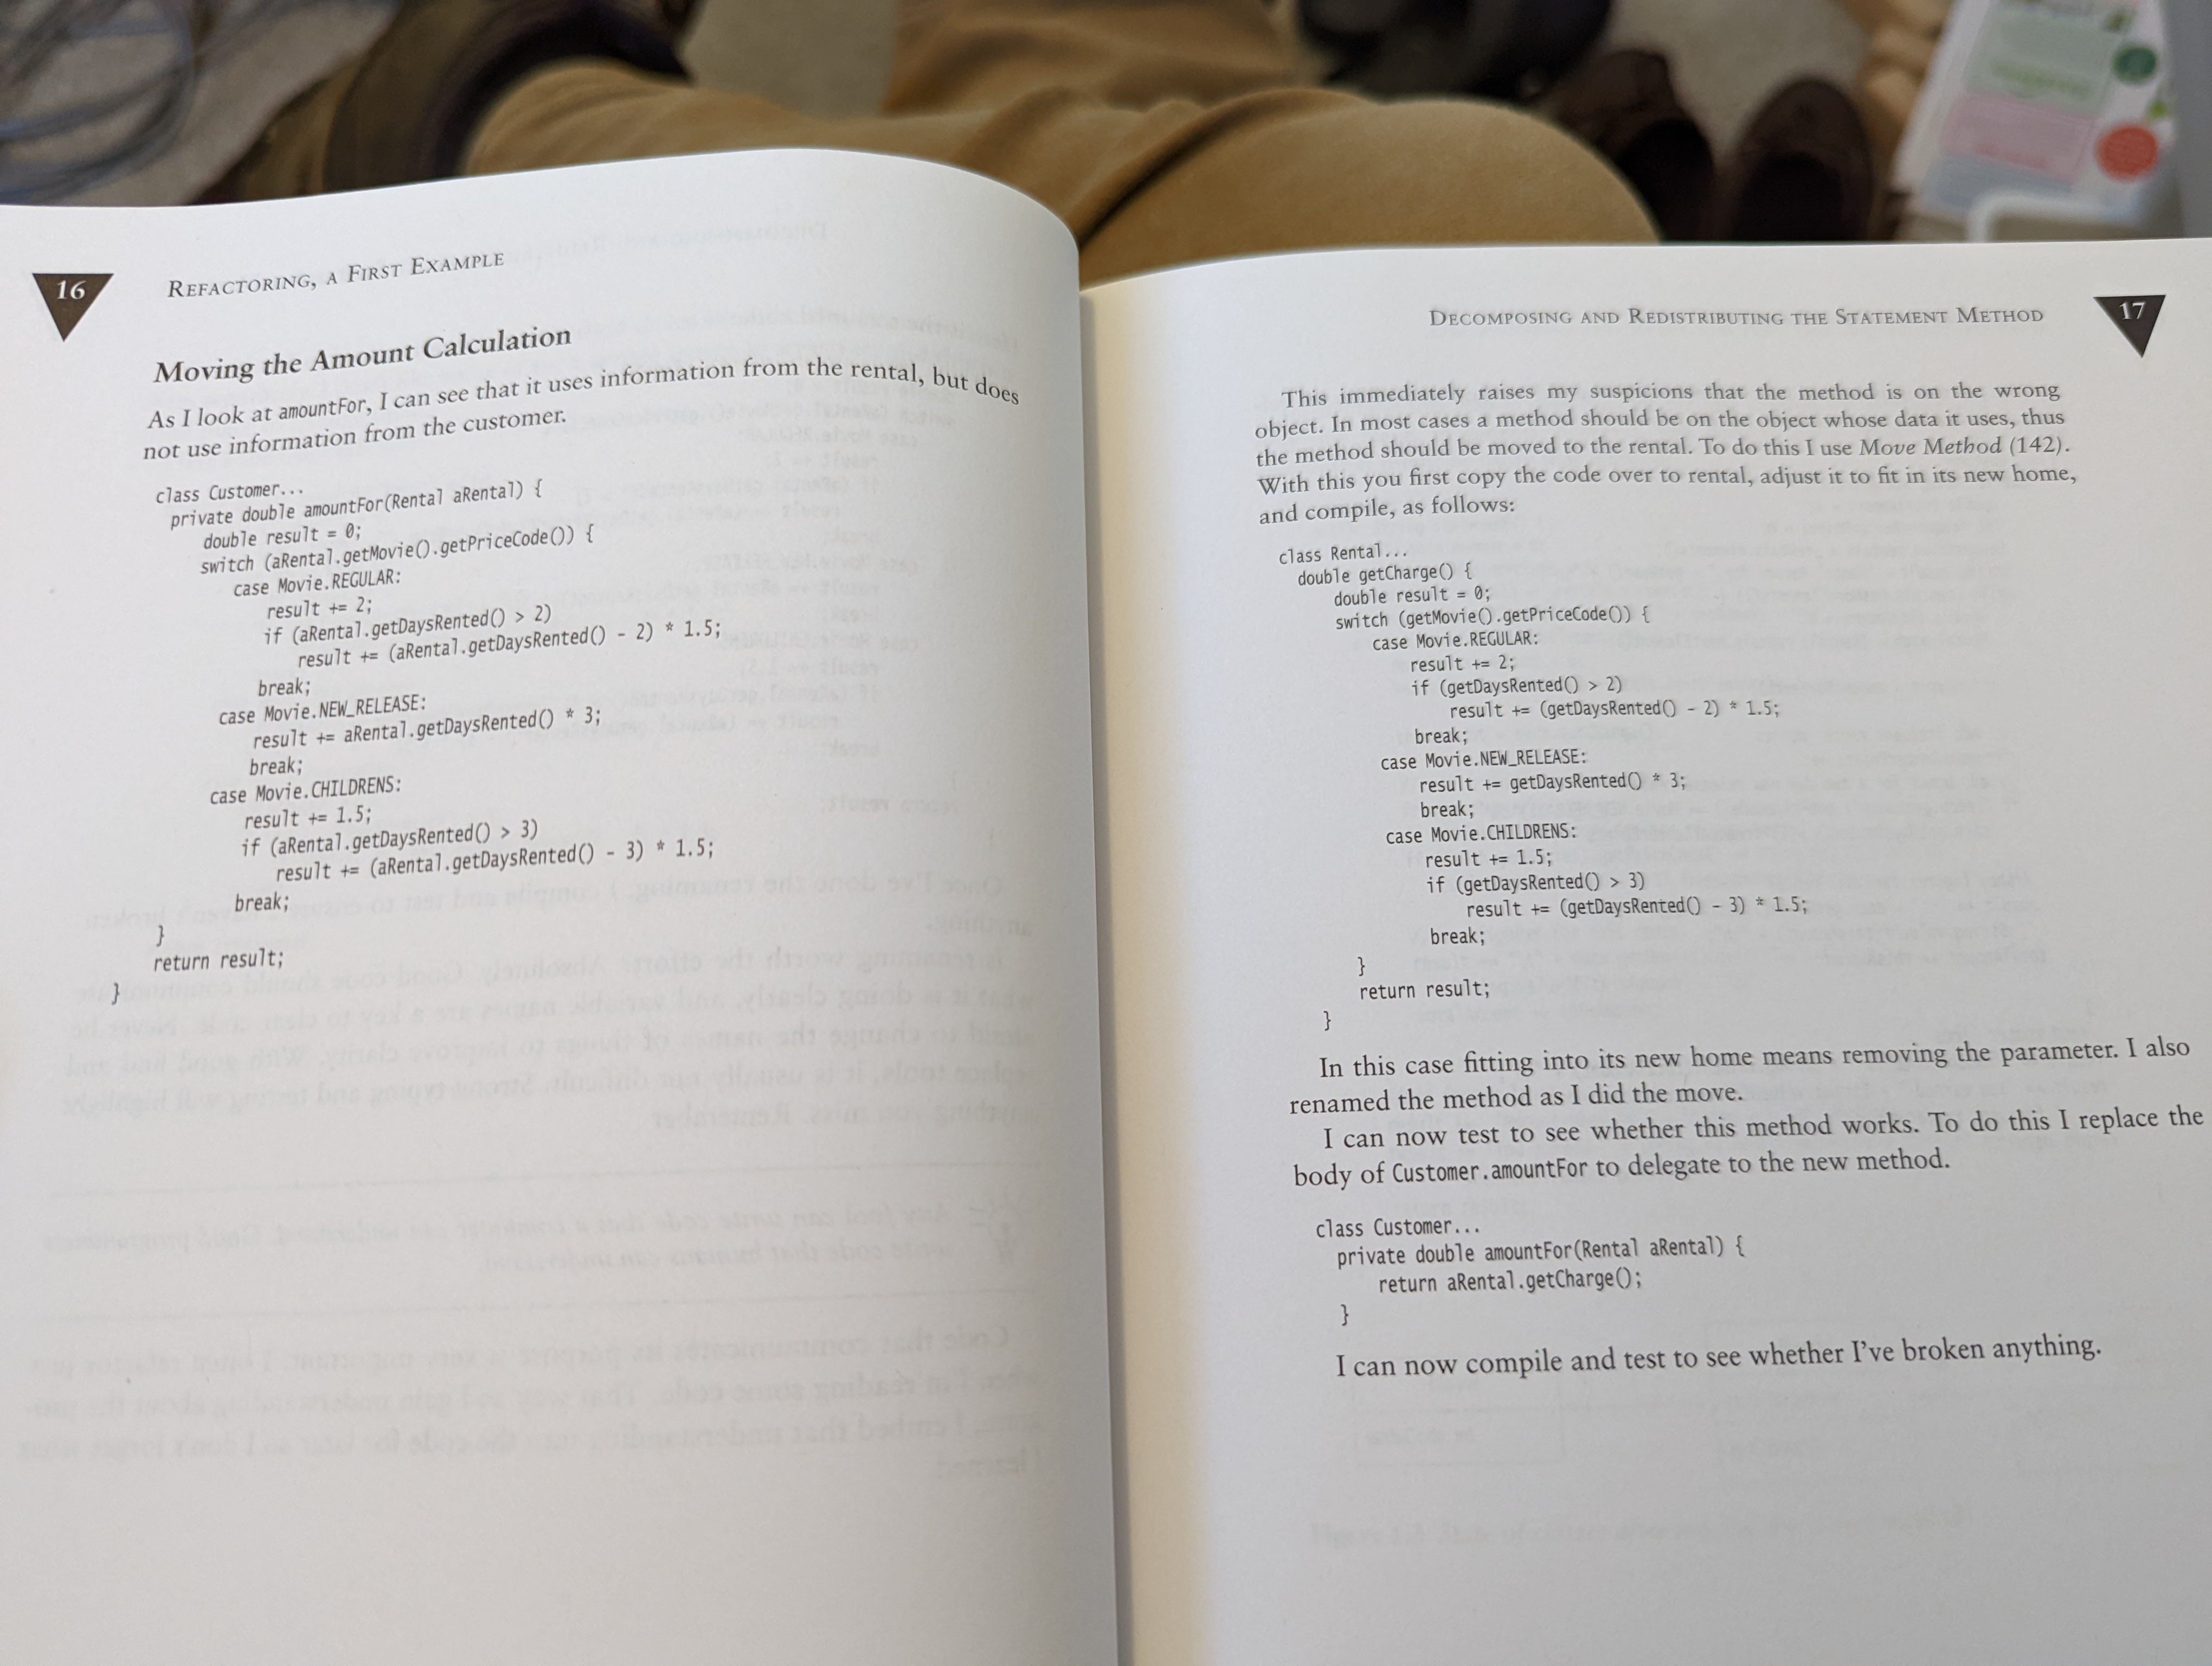 16
REFACTORING, A FIRST EXAMPLE
Moving the Amount Calculation
As I look at amountFor, I can see that it uses information from the rental, but does
not use information from the customer.
class Customer...
private double amountFor(Rental aRental) {
double result = 0;
switch (aRental.getMovie().getPriceCode()) {
case Movie.REGULAR:
result += 2;
if (aRental.getDaysRented() > 2)
result += (aRental.getDaysRented() - 2) * 1.5;
break;
case Movie.NEW_RELEASE:
result += aRental.getDaysRented() * 3;
break;
case Movie.CHILDRENS:
result += 1.5;
if (aRental.getDaysRented() > 3)
result += (aRental.getDaysRented() - 3) * 1.5;
break;
}
return result;
}
DECOMPOSING AND REDISTRIBUTING THE STATEMENT METHOD
17
This immediately raises my suspicions that the method is on the wrong
object. In most cases a method should be on the object whose data it uses, thus
the method should be moved to the rental. To do this I use Move Method (142).
With this you first copy the code over to rental, adjust it to fit in its new home,
and compile, as follows:
class Rental...
double getCharge() {
double result = 0;
switch (getMovie().getPriceCode()) {
case Movie.REGULAR:
result += 2;
if (getDaysRented() > 2)
result += (getDaysRented() - 2) * 1.5;
break;
case Movie.NEW_RELEASE:
result += getDaysRented() * 3;
break;
case Movie.CHILDRENS:
result += 1.5;
if (getDaysRented() > 3)
result += (getDaysRented() - 3) * 1.5;
break;
}
return result;
}
In this case fitting into its new home means removing the parameter. I also
renamed the method as I did the move.
I can now test to see whether this method works. To do this I replace the
body of Customer.amountFor to delegate to the new method.
class Customer...
private double amountFor(Rental aRental) {
return aRental.getCharge();
}
I can now compile and test to see whether I've broken anything.